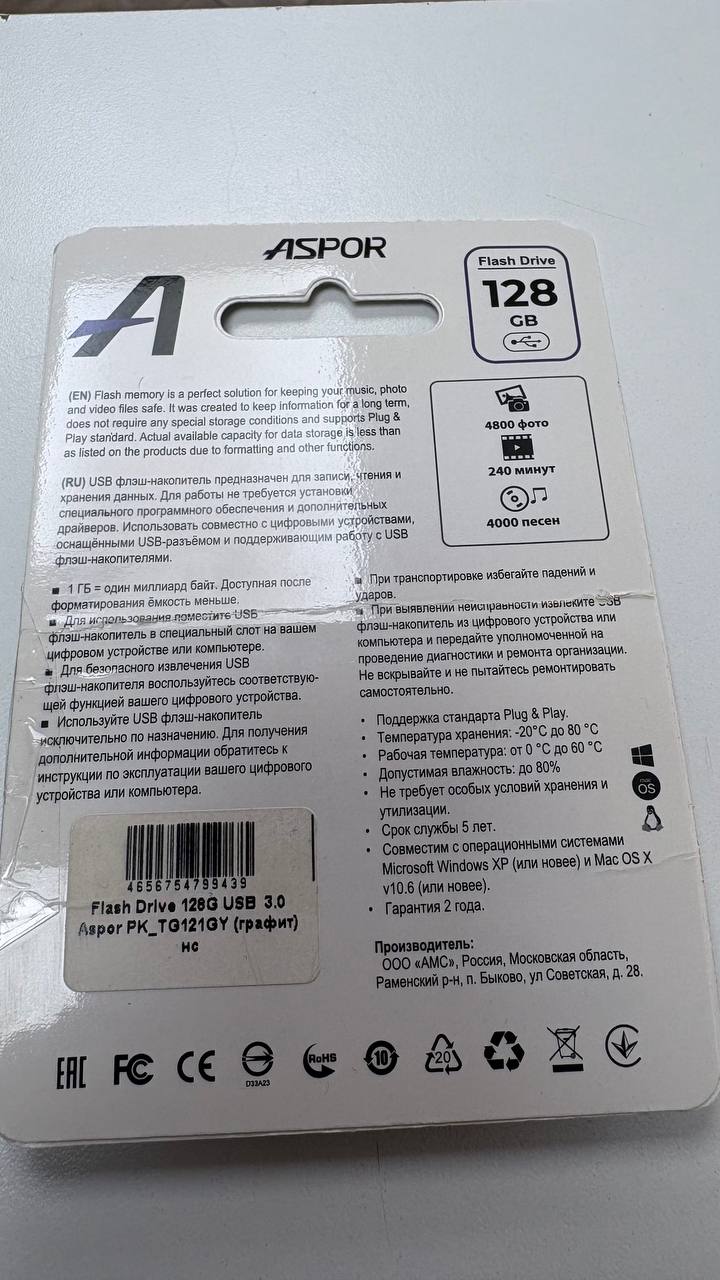 ASPOR
Flash Drive
128
GB
(EN) Flash memory is a perfect solution for keeping your music, photo
and video files safe. It was created to keep information for a long term,
does not require any special storage conditions and supports Plug &
Play standard. Actual available capacity for data storage is less than
as listed on the products due to formatting and other functions.
4800 фото
240 минут
4000 песен
(RU) USB флэш-накопитель предназначен для записи, чтения и
хранения данных. Для работы не требуется установки
специального программного обеспечения и дополнительных
драйверов. Использовать совместно с цифровыми устройствами,
оснащёнными USB-разъёмом и поддерживающим работу с USB
флэш-накопителями.
▪ 1 ГБ = один миллиард байт. Доступная после
форматирования ёмкость меньше.
▪ Для использования поместите USB
флэш-накопитель в специальный слот на вашем
цифровом устройстве или компьютере.
▪ Для безопасного извлечения USB
флэш-накопителя воспользуйтесь соответствую-
щей функцией вашего цифрового устройства.
▪ Используйте USB флэш-накопитель
исключительно по назначению. Для получения
дополнительной информации обратитесь к
инструкции по эксплуатации вашего цифрового
устройства или компьютера.
▪ При транспортировке избегайте падений и
ударов.
▪ При выявлении неисправности извлеките USB
флэш-накопитель из цифрового устройства или
компьютера и передайте уполномоченной на
проведение диагностики и ремонта организации.
Не вскрывайте и не пытайтесь ремонтировать
самостоятельно.
• Поддержка стандарта Plug & Play.
• Температура хранения: -20°C до 80 °C
• Рабочая температура: от 0 °C до 60 °C
• Допустимая влажность: до 80%
• Не требует особых условий хранения и
утилизации.
• Срок службы 5 лет.
• Совместим с операционными системами
Microsoft Windows XP (или новее) и Mac OS X
v10.6 (или новее).
• Гарантия 2 года.
mac
OS
4656754799439
Flash Drive 128G USB 3.0
Aspor PK_TG121GY (графит)
нс
Производитель:
ООО «АМС», Россия, Московская область,
Раменский р-н, п. Быково, ул Советская, д. 28.
EAC FC CE D33A23 RoHS 10 20